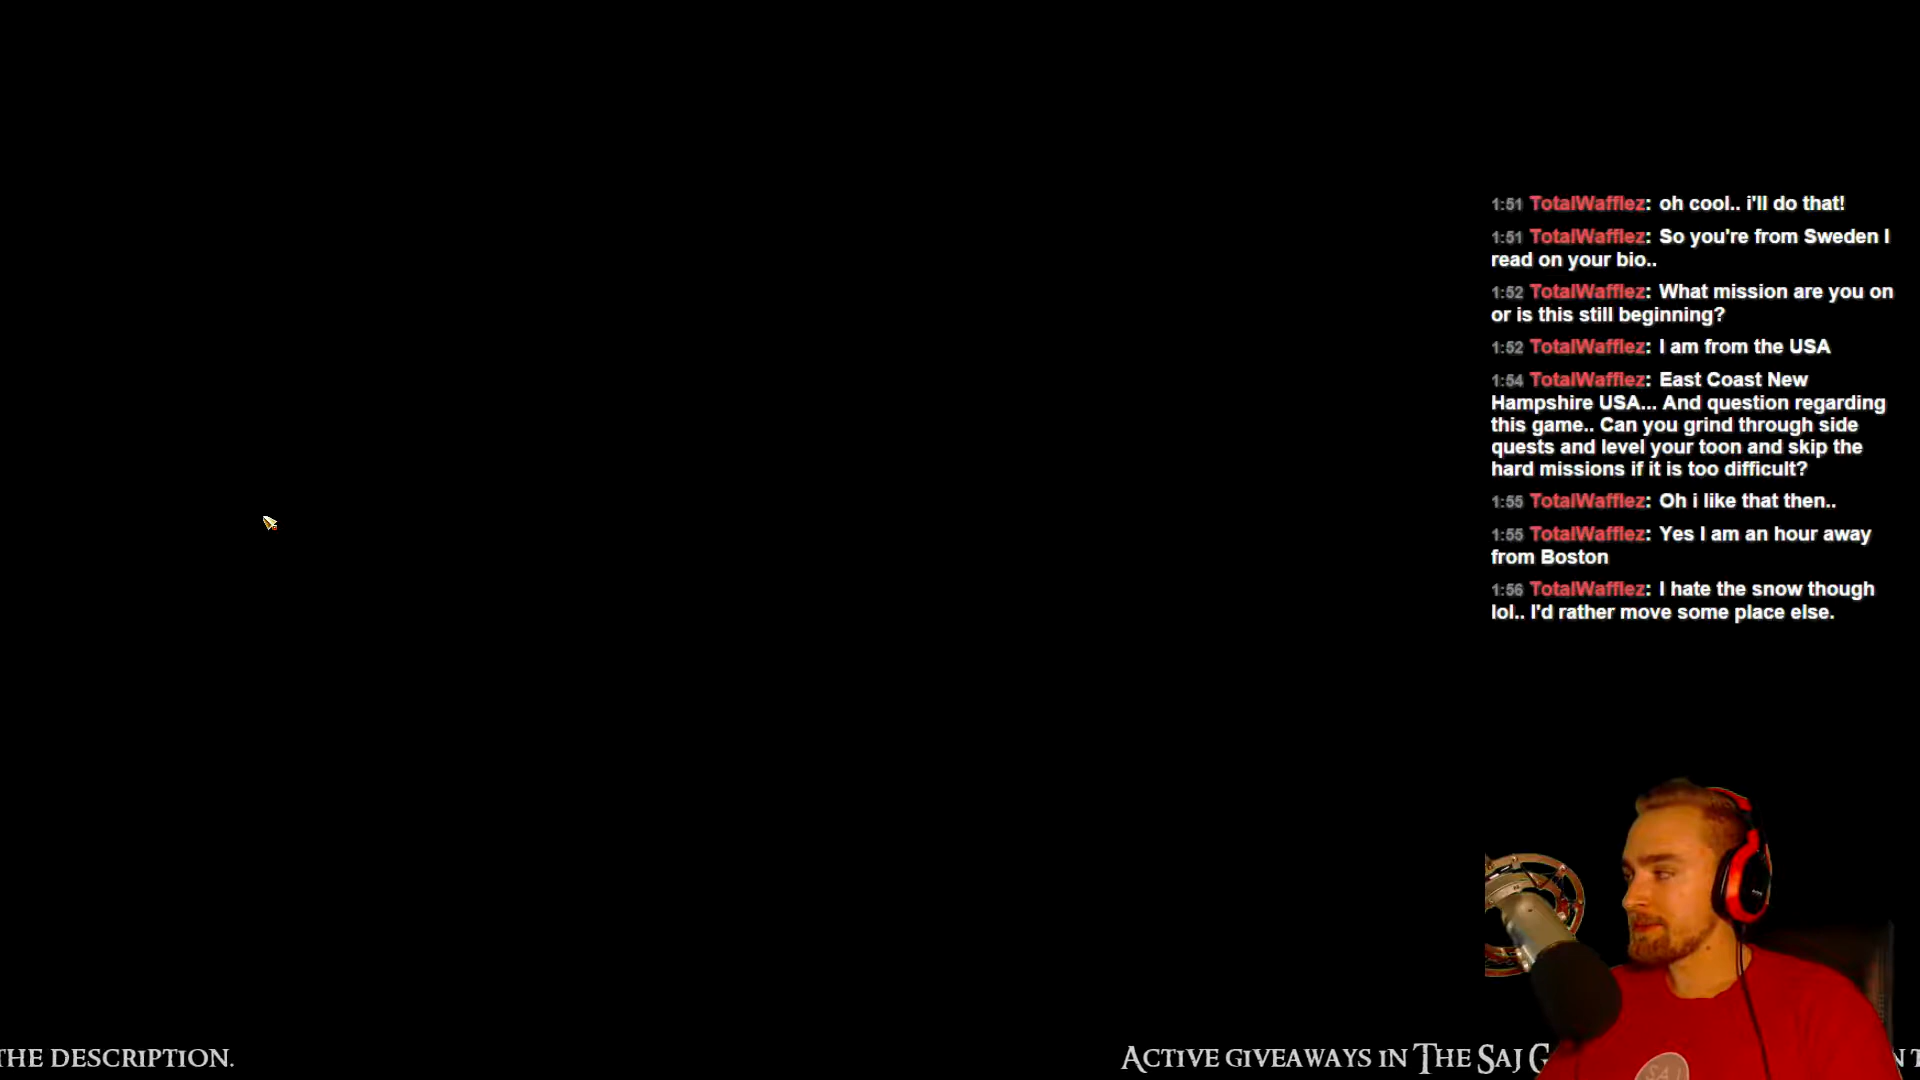 1:51 TotalWafflez: oh cool.. i'll do that!
1:51 TotalWafflez: So you're from Sweden I
read on your bio..
1:52 TotalWafflez: What mission are you on
or is this still beginning?
1:52 TotalWafflez: I am from the USA
1:54 TotalWafflez: East Coast New
Hampshire USA... And question regarding
this game.. Can you grind through side
quests and level your toon and skip the
hard missions if it is too difficult?
1:55 TotalWafflez: Oh i like that then..
1:55 TotalWafflez: Yes I am an hour away
from Boston
1:56 TotalWafflez: I hate the snow though
lol.. I'd rather move some place else.
THE DESCRIPTION. ACTIVE GIVEAWAYS IN THE SAJ G
SAJ